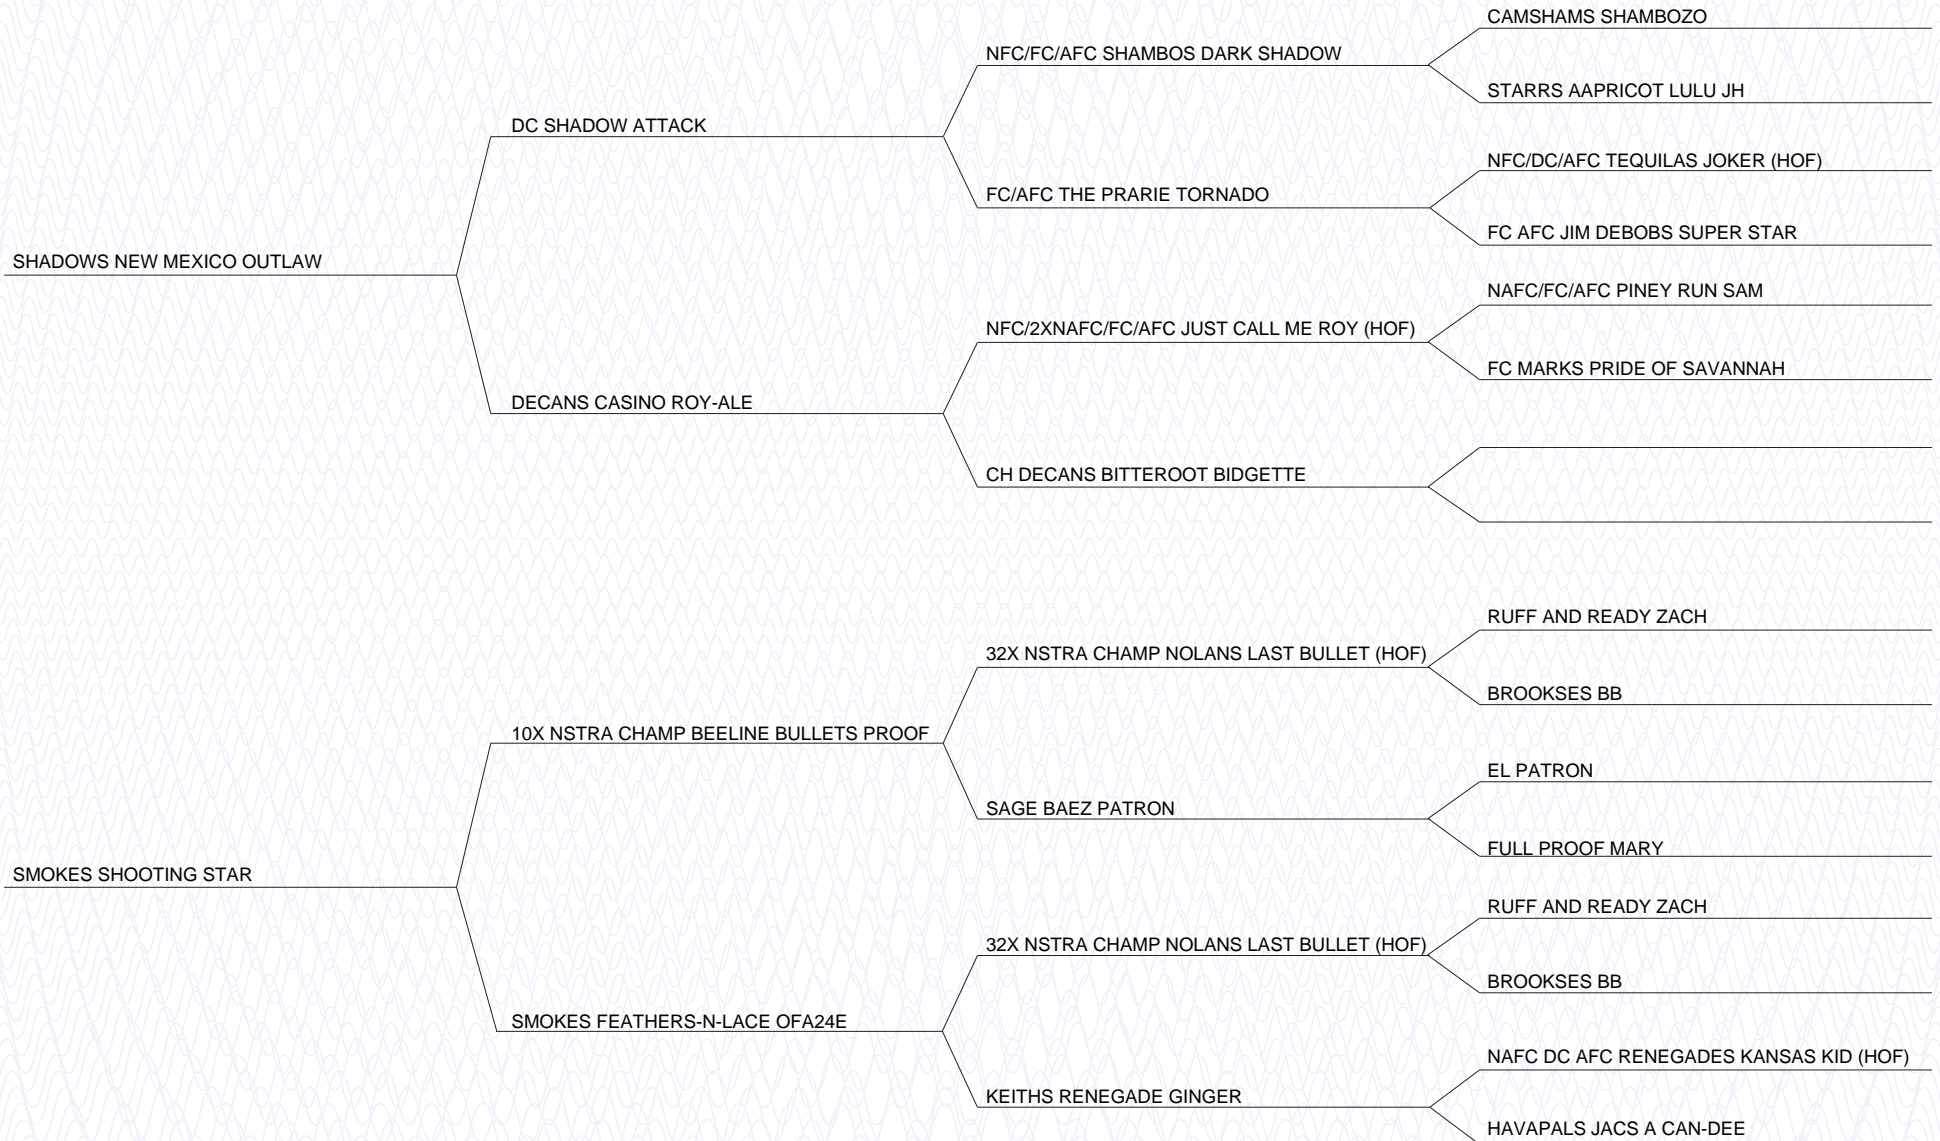 CAMSHAMS SHAMBOZO
NFC/FC/AFC SHAMBOS DARK SHADOW
STARRS AAPRICOT LULU JH
DC SHADOW ATTACK
NFC/DC/AFC TEQUILAS JOKER (HOF)
FC/AFC THE PRARIE TORNADO
FC AFC JIM DEBOBS SUPER STAR
SHADOWS NEW MEXICO OUTLAW
NAFC/FC/AFC PINEY RUN SAM
NFC/2XNAFC/FC/AFC JUST CALL ME ROY (HOF)
FC MARKS PRIDE OF SAVANNAH
DECANS CASINO ROY-ALE
CH DECANS BITTEROOT BIDGETTE
RUFF AND READY ZACH
32X NSTRA CHAMP NOLANS LAST BULLET (HOF)
BROOKSES BB
10X NSTRA CHAMP BEELINE BULLETS PROOF
EL PATRON
SAGE BAEZ PATRON
FULL PROOF MARY
SMOKES SHOOTING STAR
RUFF AND READY ZACH
32X NSTRA CHAMP NOLANS LAST BULLET (HOF)
BROOKSES BB
SMOKES FEATHERS-N-LACE OFA24E
NAFC DC AFC RENEGADES KANSAS KID (HOF)
KEITHS RENEGADE GINGER
HAVAPALS JACS A CAN-DEE